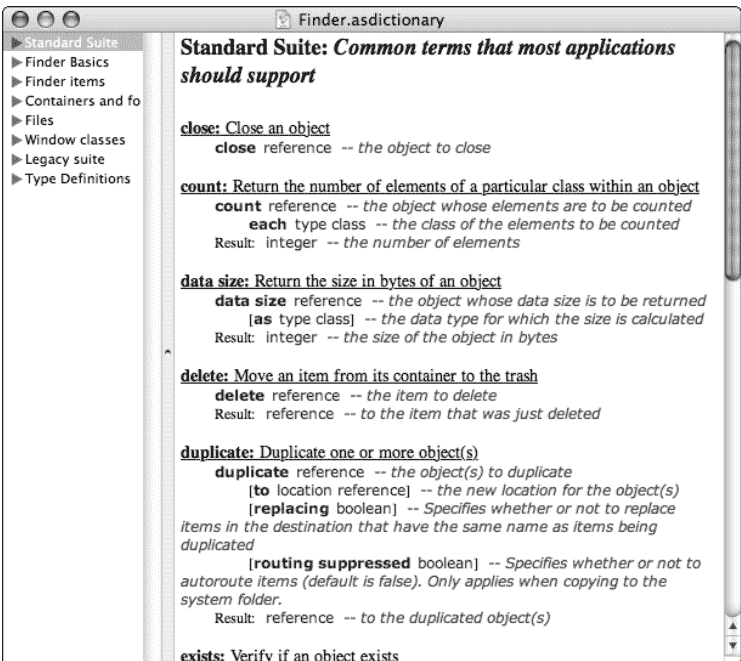 Finder.asdictionary
Standard Suite
Finder Basics
Finder items
Containers and fo
Files
Window classes
Legacy suite
Type Definitions
Standard Suite: Common terms that most applications
should support
close: Close an object
close reference -- the object to close
count: Return the number of elements of a particular class within an object
count reference -- the object whose elements are to be counted
each type class -- the class of the elements to be counted
Result: integer -- the number of elements
data size: Return the size in bytes of an object
data size reference -- the object whose data size is to be returned
[as type class] -- the data type for which the size is calculated
Result: integer -- the size of the object in bytes
delete: Move an item from its container to the trash
delete reference -- the item to delete
Result: reference -- to the item that was just deleted
duplicate: Duplicate one or more object(s)
duplicate reference -- the object(s) to duplicate
[to location reference] -- the new location for the object(s)
[replacing boolean] -- Specifies whether or not to replace
items in the destination that have the same name as items being
duplicated
[routing suppressed boolean] -- Specifies whether or not to
autoroute items (default is false). Only applies when copying to the
system folder.
Result: reference -- to the duplicated object(s)
exists: Verify if an object exists